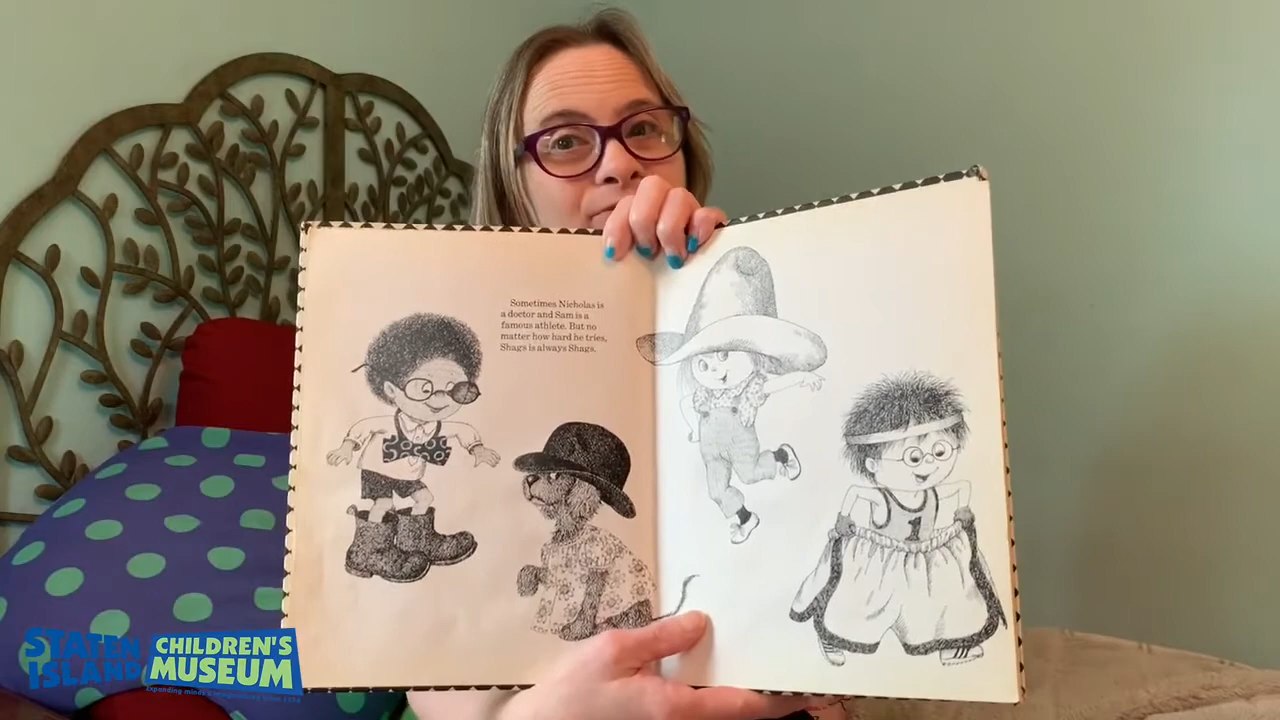 Sometimes Nicholas is
a doctor and Sam is a
famous athlete. But no
matter how hard he tries,
Shags is always Shags.
1
STATEN
ISLAND
CHILDREN'S
MUSEUM